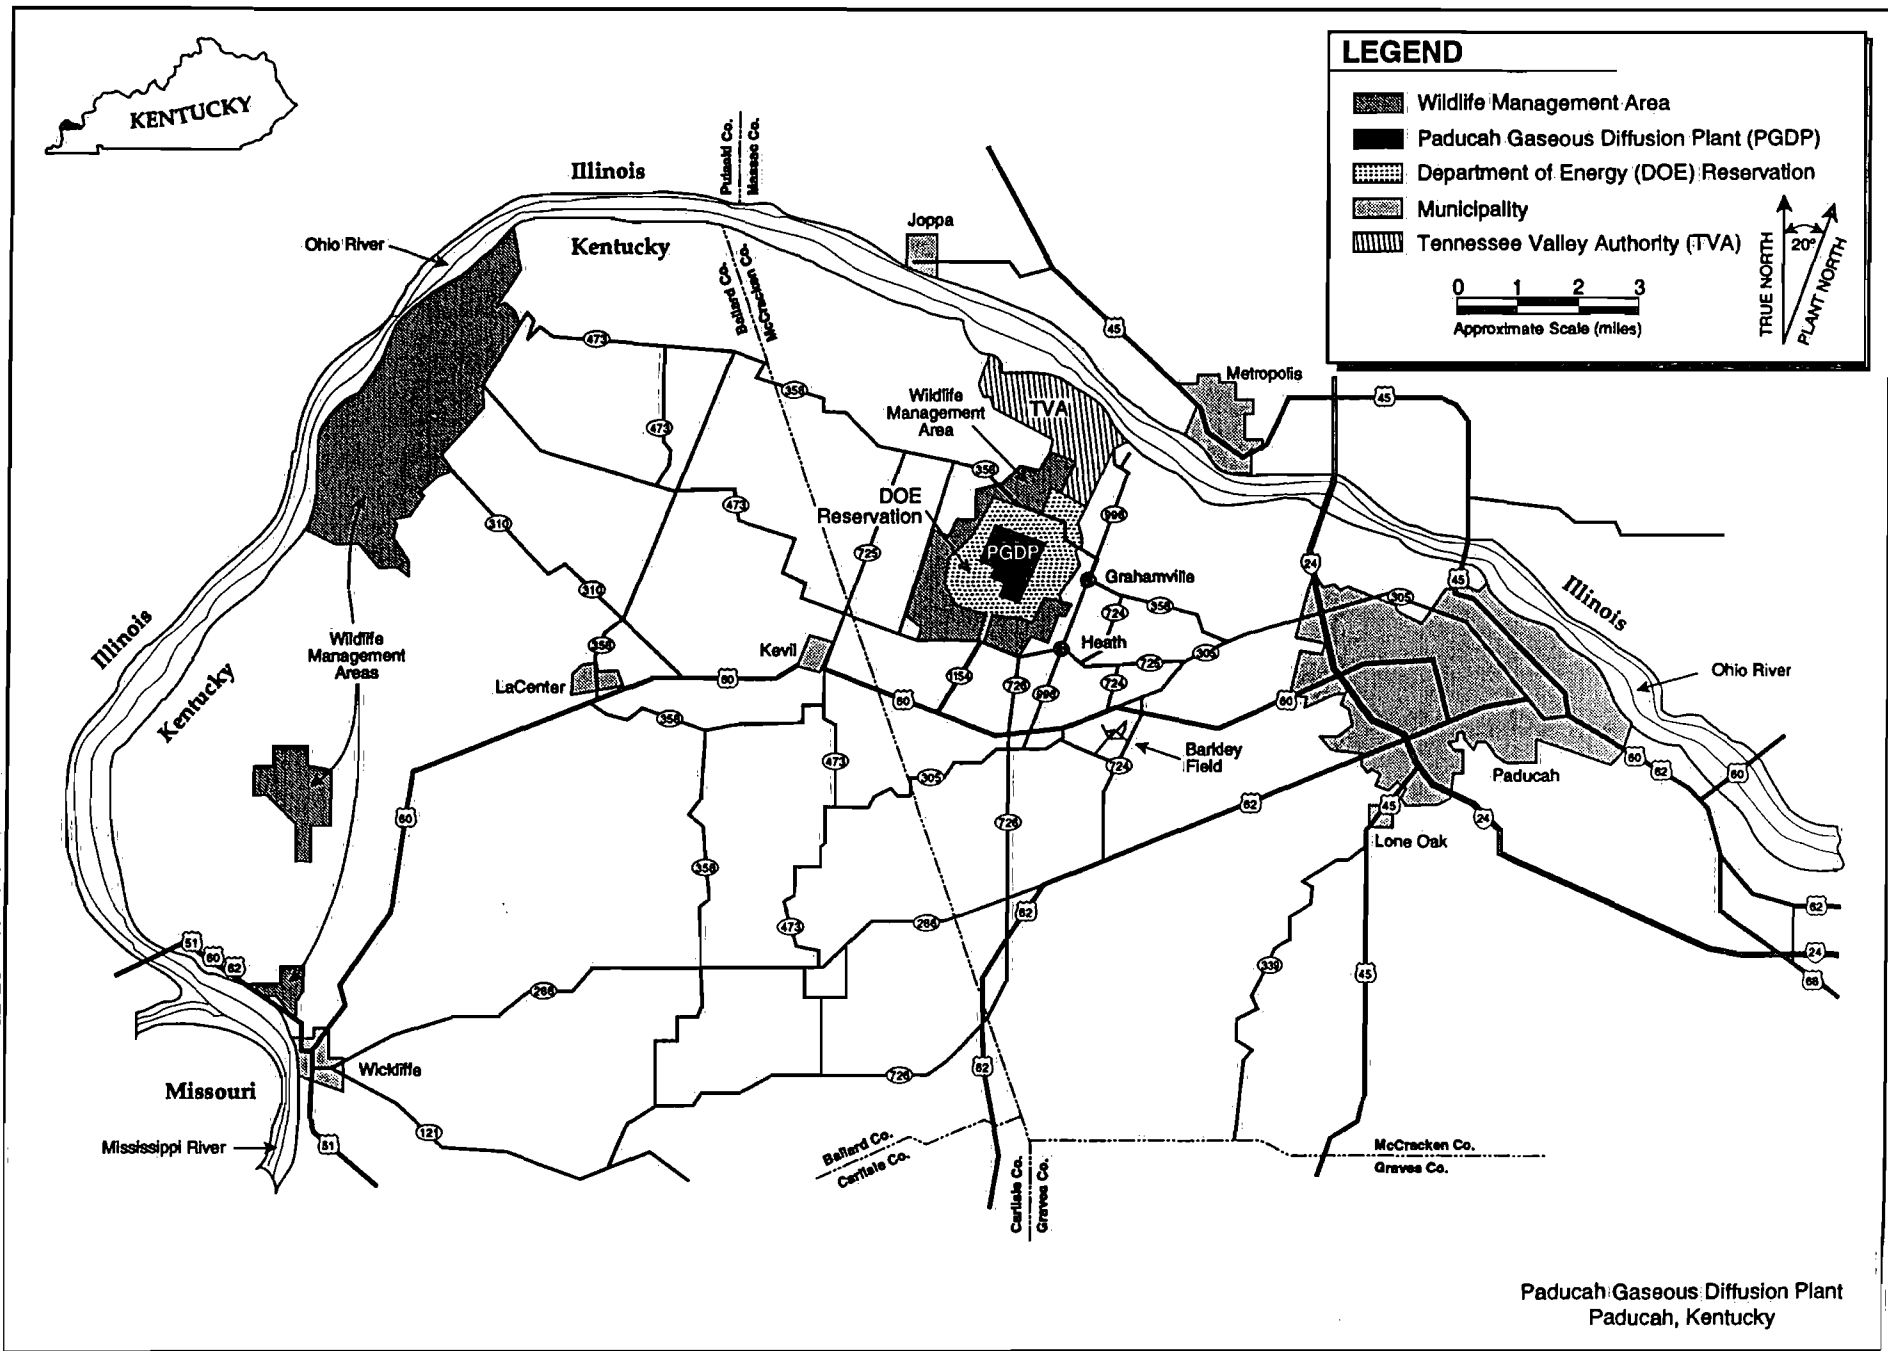 KENTUCKY
LEGEND
Wildlife Management Area
Paducah Gaseous Diffusion Plant (PGDP)
Department of Energy (DOE) Reservation
Municipality
Tennessee Valley Authority (TVA)
0 1 2 3
Approximate Scale (miles)
TRUE NORTH
20°
PLANT NORTH
Pulaski Co.
Massac Co.
Illinois
Ohio River
Kentucky
Ballard Co.
McCracken Co.
Joppa
45
473
358
Metropolis
45
Wildlife
Management
Area
TVA
473
358
DOE
Reservation
473
310
996
725
PGDP
24
45
Grahamville
310
724
358
305
Illinois
Illinois
Kentucky
Wildlife
Management
Areas
358
Kevil
Heath
725
305
LaCenter
60
1154
726
996
724
60
60
Ohio River
358
473
305
Barkley
Field
724
Paducah
60
62
60
60
62
45
24
726
Lone Oak
358
473
286
62
62
51
60
62
339
45
24
68
286
Wickliffe
726
62
Missouri
Mississippi River
51
121
Ballard Co.
Carlisle Co.
Carlisle Co.
Graves Co.
McCracken Co.
Graves Co.
Paducah Gaseous Diffusion Plant
Paducah, Kentucky